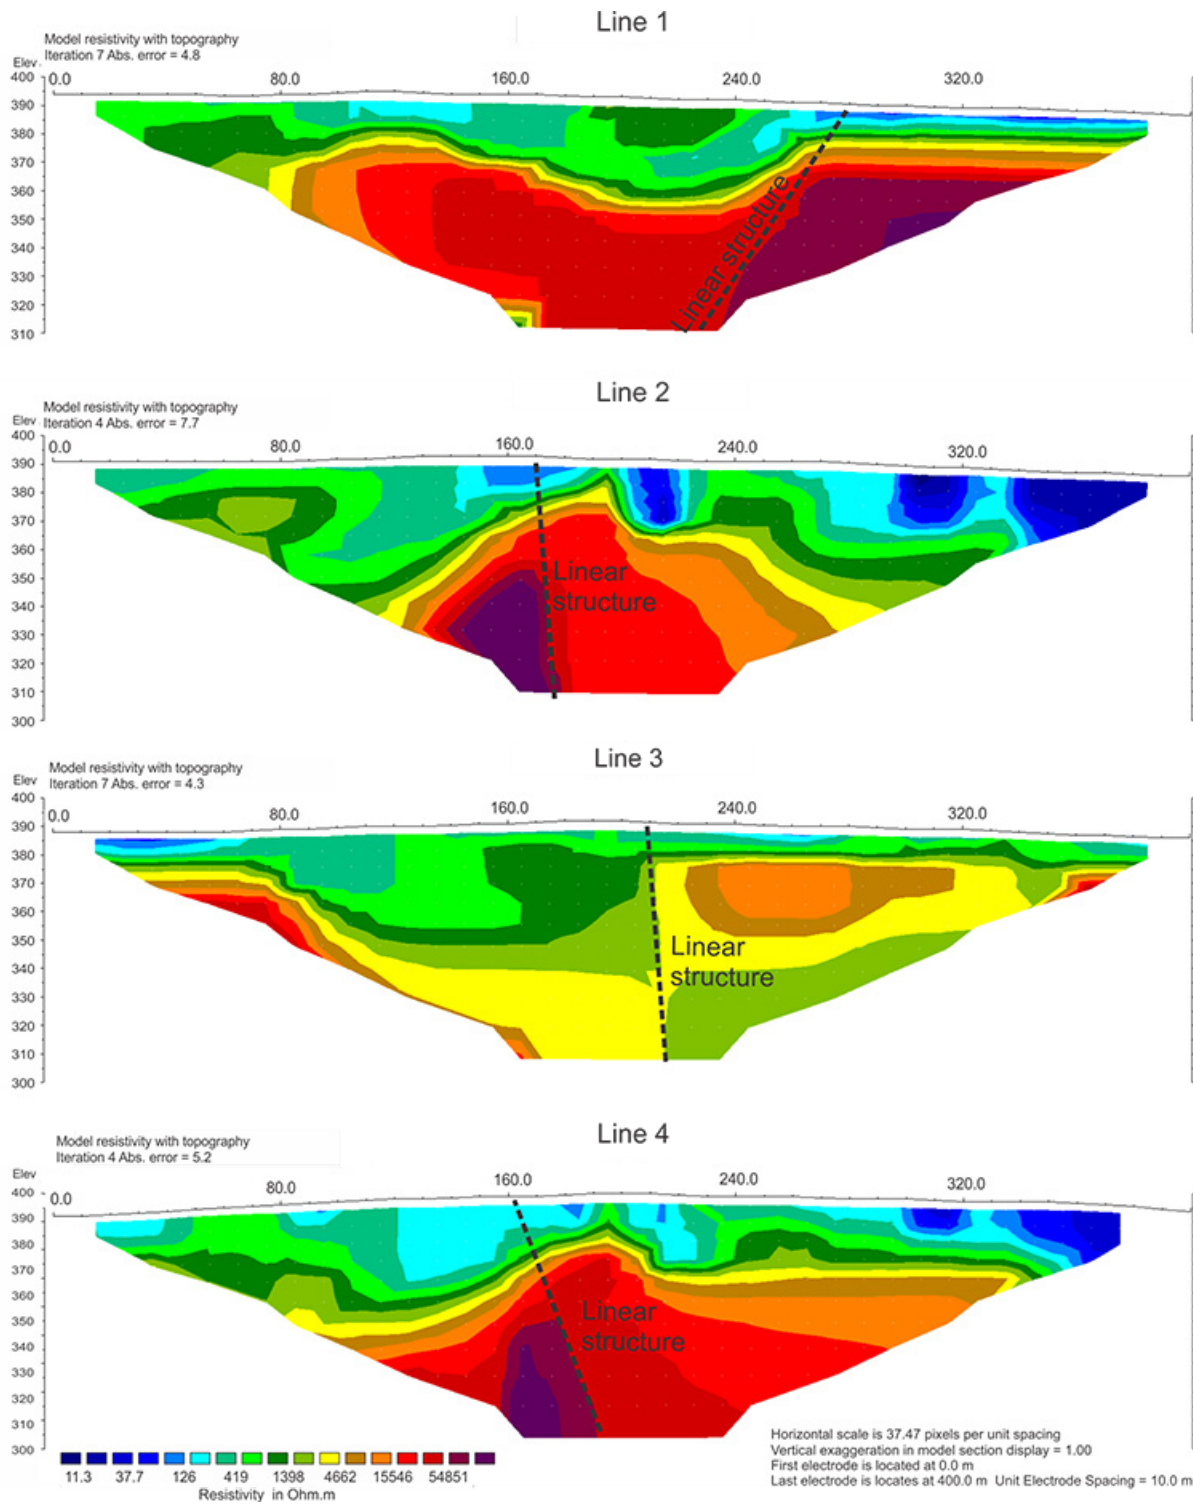 Line 1
Model resistivity with topography
Iteration 7 Abs. error = 4.8
Elev
400
0.0 80.0 160.0 240.0 320.0
390
380
370
360
350
340
330
320
310
Linear structure
Line 2
Model resistivity with topography
Iteration 4 Abs. error = 7.7
Elev
400
0.0 80.0 160.0 240.0 320.0
390
380
370
360
350
340
330
320
310
300
Linear
structure
Line 3
Model resistivity with topography
Iteration 7 Abs. error = 4.3
Elev
400
0.0 80.0 160.0 240.0 320.0
390
380
370
360
350
340
330
320
310
300
Linear
structure
Line 4
Model resistivity with topography
Iteration 4 Abs. error = 5.2
Elev
400
0.0 80.0 160.0 240.0 320.0
390
380
370
360
350
340
330
320
310
300
Linear
structure
11.3 37.7 126 419 1398 4662 15546 54851
Resistivity in Ohm.m
Horizontal scale is 37.47 pixels per unit spacing
Vertical exaggeration in model section display = 1.00
First electrode is located at 0.0 m
Last electrode is locates at 400.0 m Unit Electrode Spacing = 10.0 m